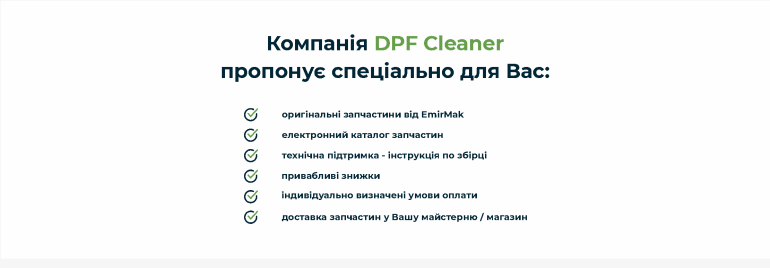 Компанія DPF Cleaner
пропонує спеціально для Вас:
оригінальні запчастини від EmirMak
електронний каталог запчастин
технічна підтримка - інструкція по збірці
привабливі знижки
індивідуально визначені умови оплати
доставка запчастин у Вашу майстерню / магазин